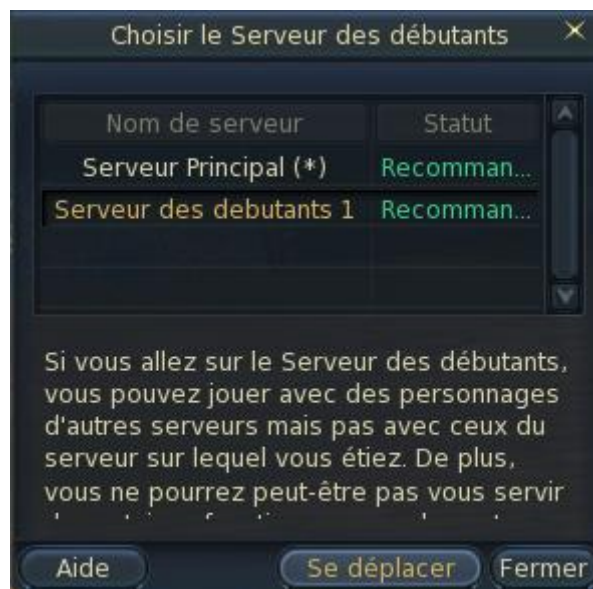 Choisir le Serveur des débutants
Nom de serveur Statut
Serveur Principal (*) Recomman...
Serveur des debutants 1 Recomman...
Si vous allez sur le Serveur des débutants,
vous pouvez jouer avec des personnages
d'autres serveurs mais pas avec ceux du
serveur sur lequel vous étiez. De plus,
vous ne pourrez peut-être pas vous servir
Aide Se déplacer Fermer